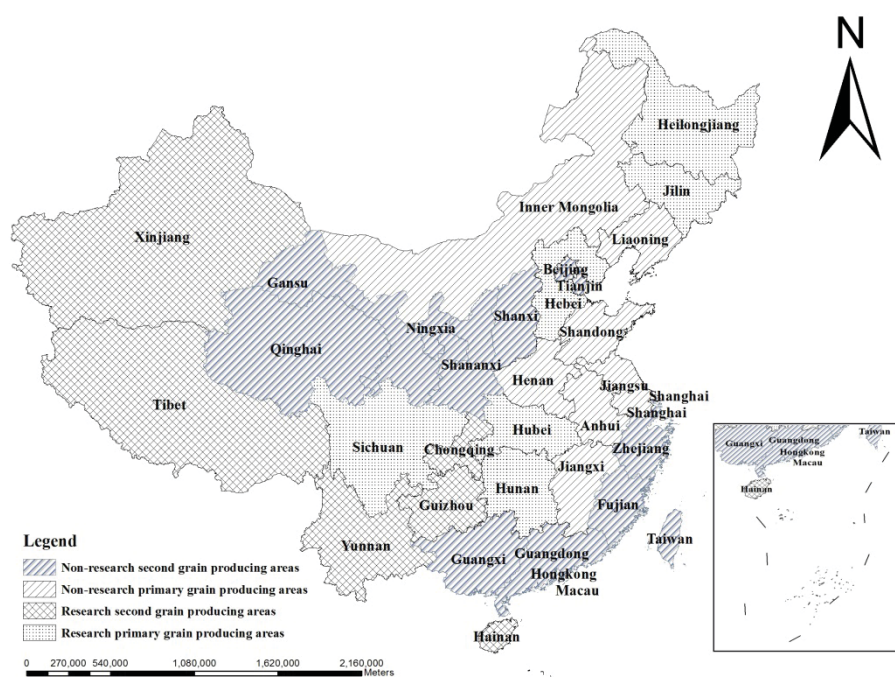 N
Heilongjiang
Jilin
Inner Mongolia
Liaoning
Xinjiang
Beijing
Tianjin
Gansu
Hebei
Ningxia
Shanxi
Shandong
Qinghai
Shananxi
Henan
Jiangsu
Shanghai
Shanghai
Tibet
Anhui
Hubei
Sichuan
Chongqing
Zhejiang
Jiangxi
Hunan
Guizhou
Fujian
Yunnan
Guangxi
Guangdong
Taiwan
Hongkong
Macau
Hainan
Taiwan
Guangxi
Guangdong
Hongkong
Macau
Hainan
Legend
Non-research second grain producing areas
Non-research primary grain producing areas
Research second grain producing areas
Research primary grain producing areas
0 270,000 540,000 1,080,000 1,620,000 2,160,000
Meters